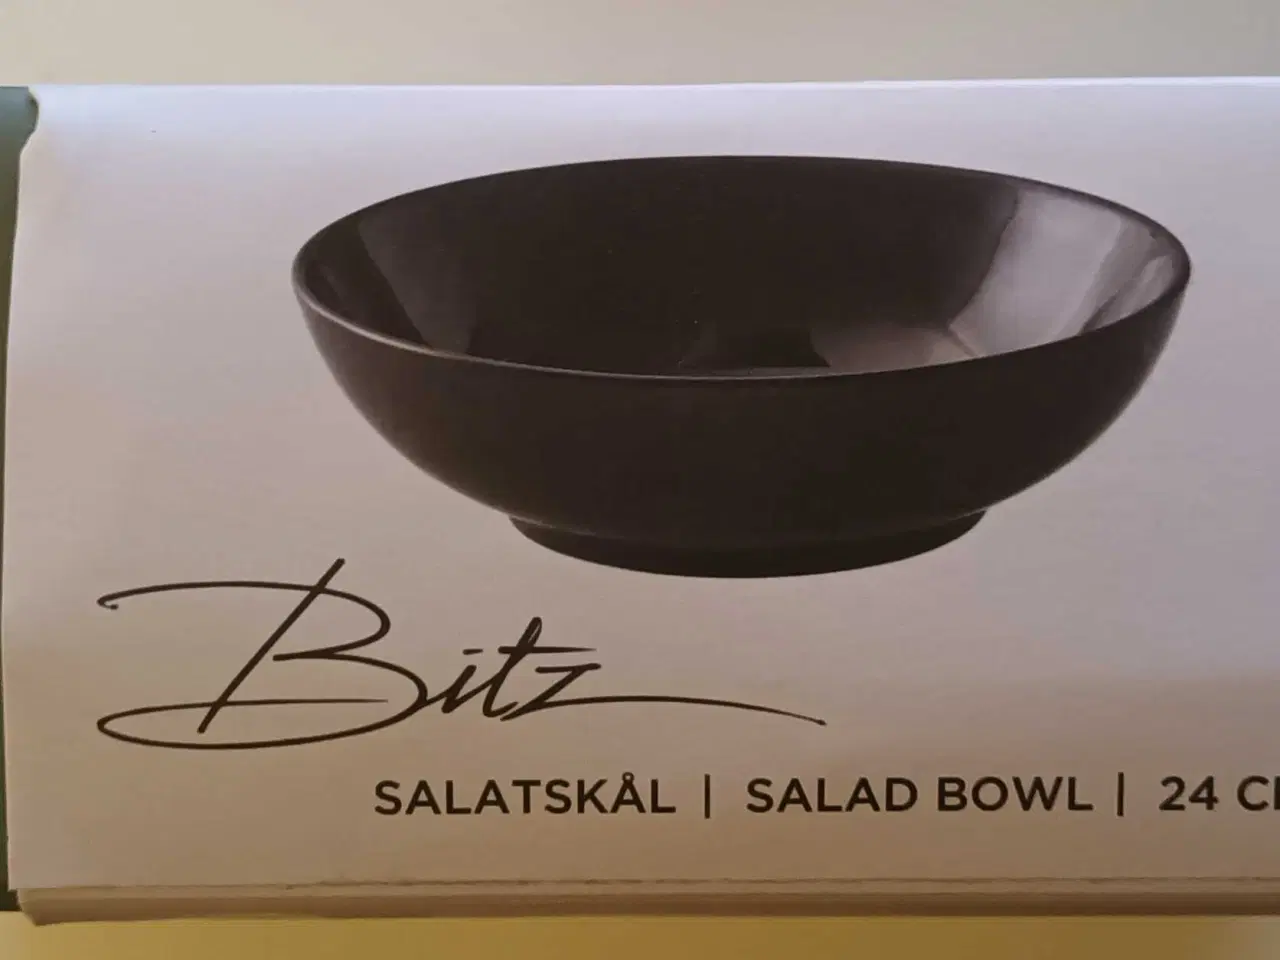 Bitz
SALATSKÅL | SALAD BOWL | 24 C